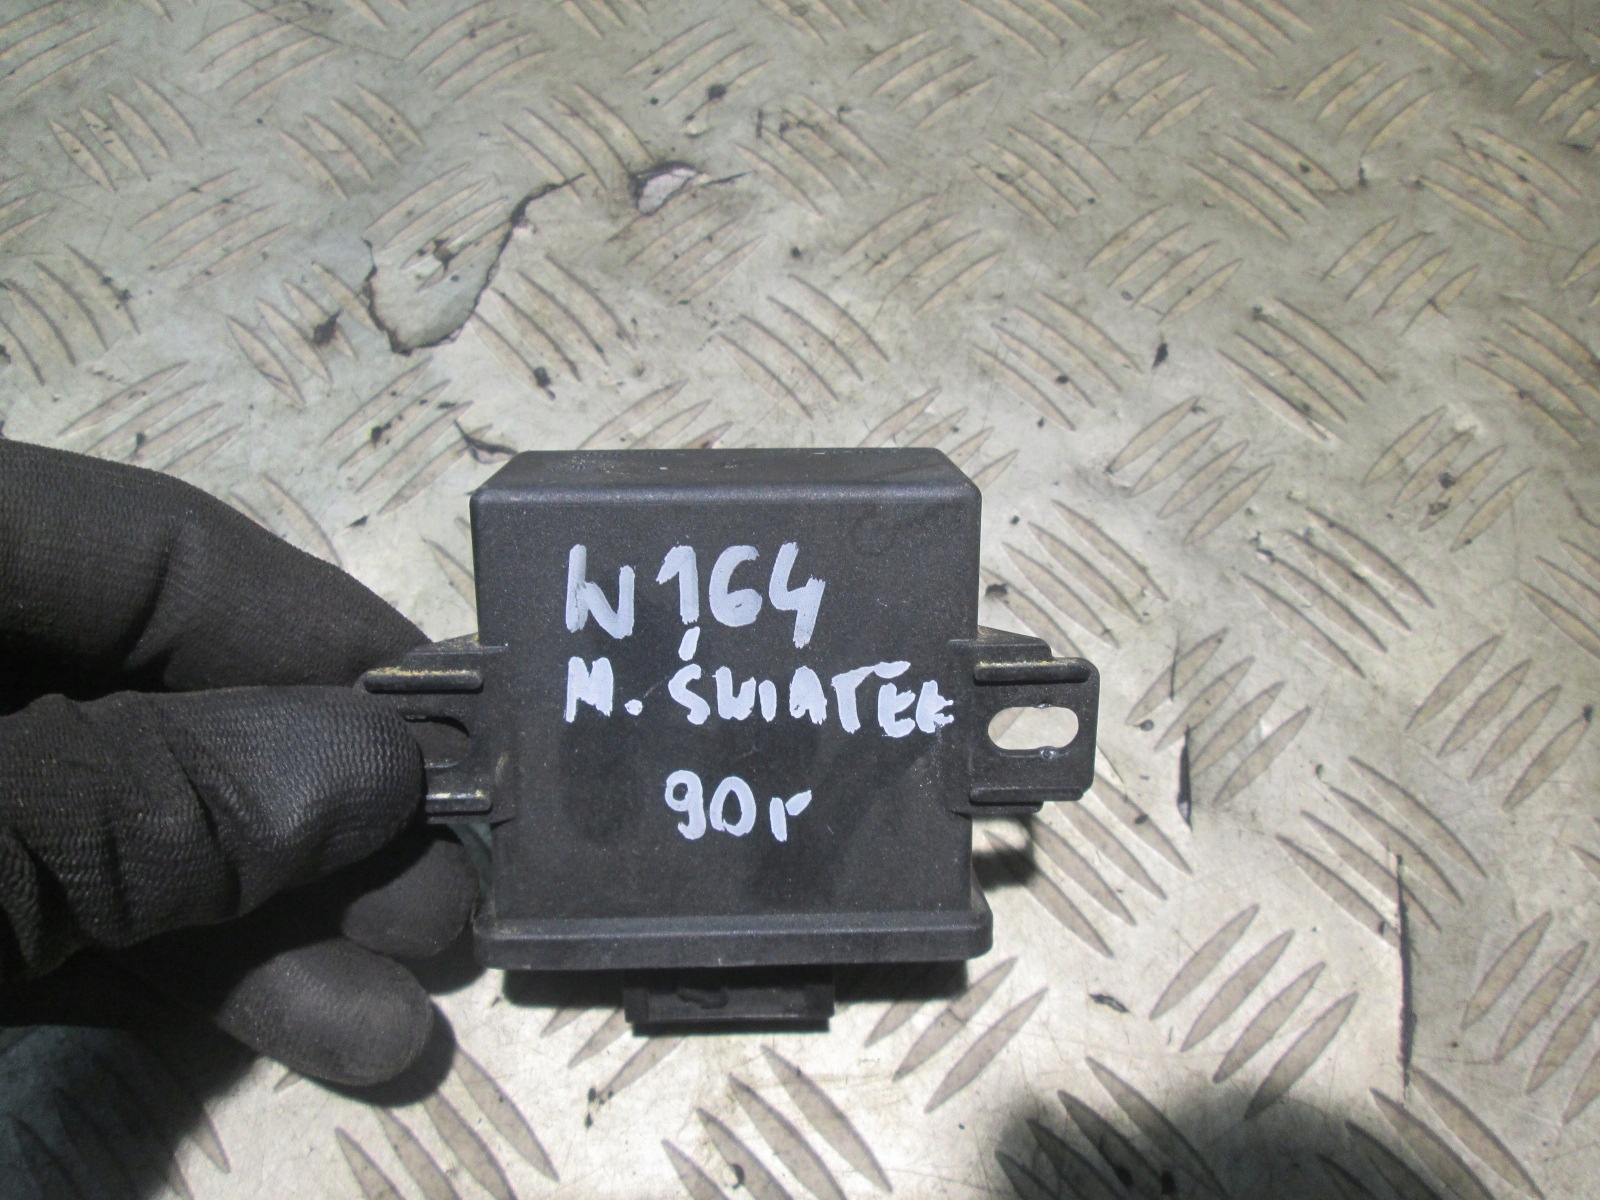 W164
M. ŚWIATEŁ
90r